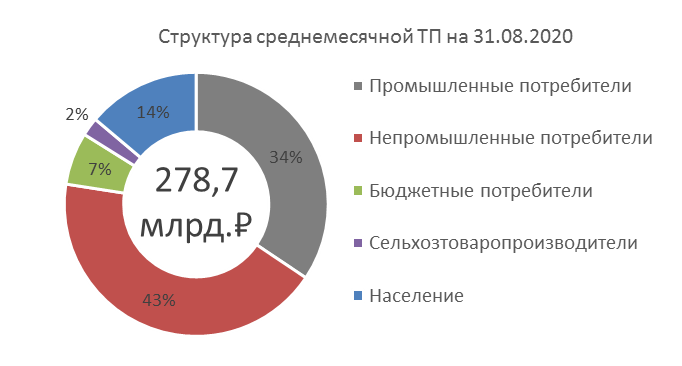 Структура среднемесячной ТП на 31.08.2020
Промышленные потребители
Непромышленные потребители
Бюджетные потребители
Сельхозтоваропроизводители
Население
34%
43%
7%
2%
14%
278,7
млрд.₽